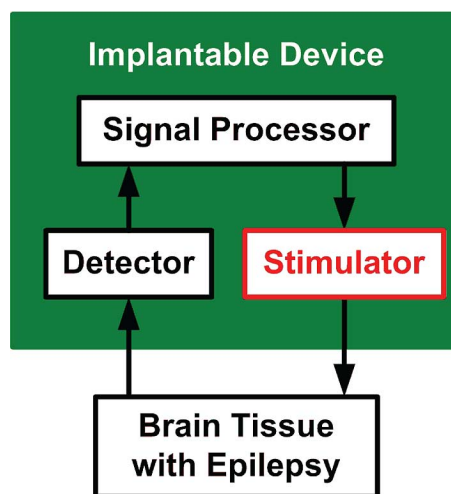 Implantable Device
Signal Processor
Detector
Stimulator
Brain Tissue
with Epilepsy